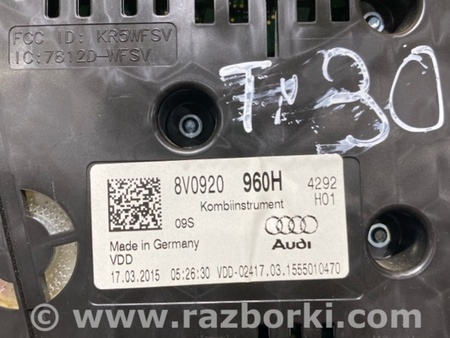 FCC ID: KR5WFSV
IC:7812D-WFSV
8V0920 960H 4292
Kombiinstrument H01
09S
Made in Germany Audi
VDD
17.03.2015 05:26:30 VDD-02417.03.1555010470
© www.razborki.com